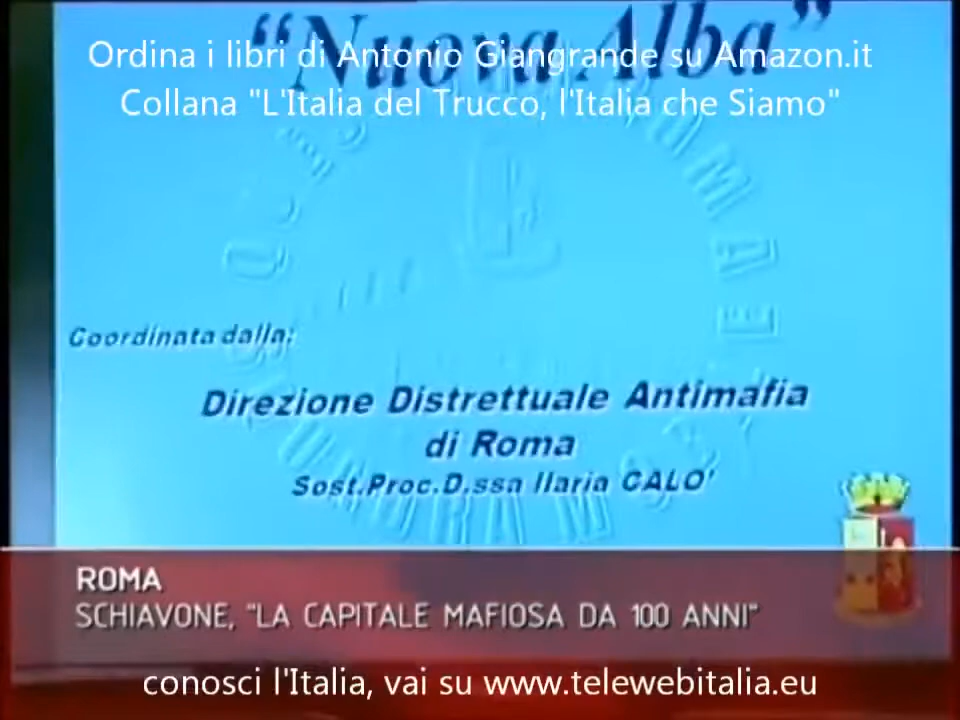 "Nuova Alba"
Ordina i libri di Antonio Giangrande su Amazon.it
Collana "L'Italia del Trucco, l'Italia che Siamo"
Coordinata dalla:
Direzione Distrettuale Antimafia
di Roma
Sost.Proc.D.ssa Ilaria CALO'
ROMA
SCHIAVONE, "LA CAPITALE MAFIOSA DA 100 ANNI"
conosci l'Italia, vai su www.telewebitalia.eu